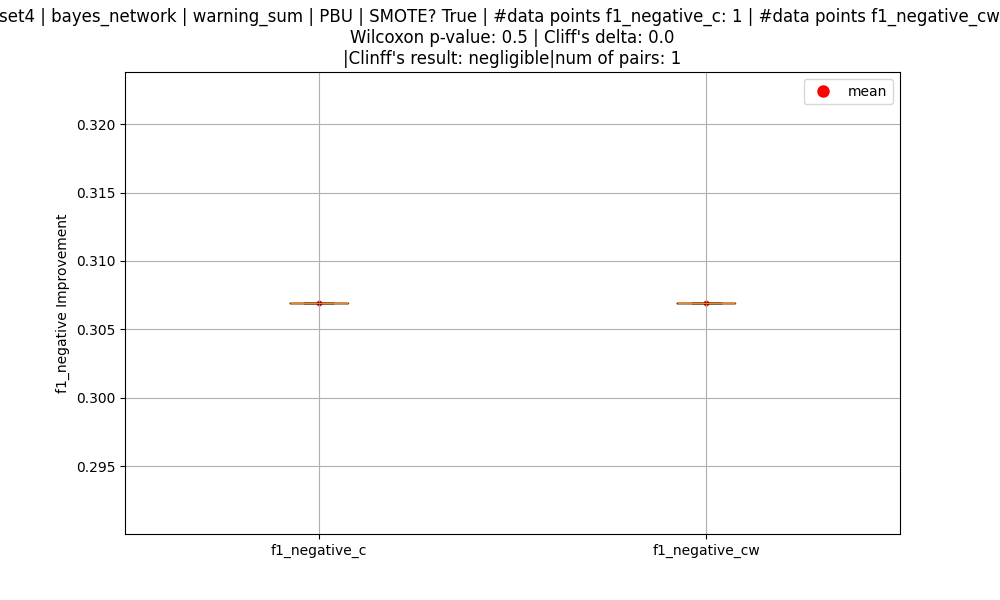 set4 | bayes_network | warning_sum | PBU | SMOTE? True | #data points f1_negative_c: 1 | #data points f1_negative_cw
Wilcoxon p-value: 0.5 | Cliff's delta: 0.0
|Clinff's result: negligible|num of pairs: 1
mean
0.320
0.315
0.310
0.305
0.300
0.295
f1_negative Improvement
f1_negative_c
f1_negative_cw